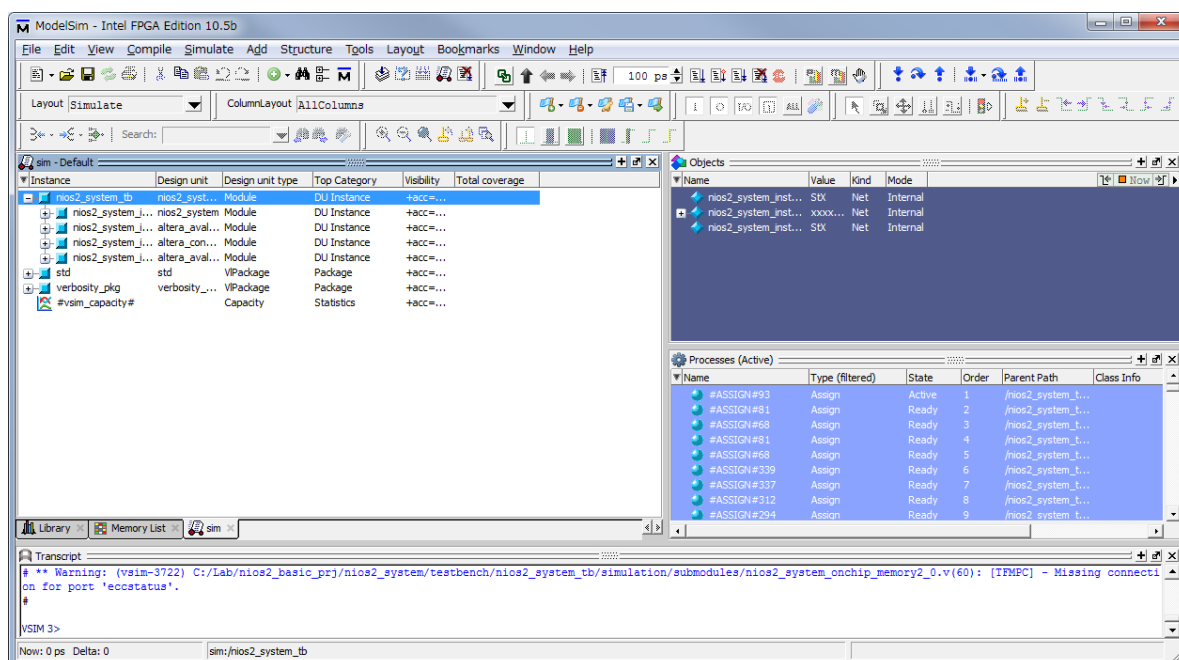 ModelSim - Intel FPGA Edition 10.5b
File Edit View Compile Simulate Add Structure Tools Layout Bookmarks Window Help
100 ps
Layout Simulate ColumnLayout AllColumns
Search:
sim - Default
Instance Design unit Design unit type Top Category Visibility Total coverage
nios2_system_tb nios2_syst... Module DU Instance +acc=...
nios2_system_i... nios2_system Module DU Instance +acc=...
nios2_system_i... altera_aval... Module DU Instance +acc=...
nios2_system_i... altera_con... Module DU Instance +acc=...
nios2_system_i... altera_aval... Module DU Instance +acc=...
std std VlPackage Package +acc=...
verbosity_pkg verbosity_... VlPackage Package +acc=...
#vsim_capacity# Capacity Statistics +acc=...
Library Memory List sim
Objects
Name Value Kind Mode Now
nios2_system_inst... StX Net Internal
nios2_system_inst... xxxx... Net Internal
nios2_system_inst... StX Net Internal
Processes (Active)
Name Type (filtered) State Order Parent Path Class Info
#ASSIGN#93 Assign Active 1 /nios2_system_t...
#ASSIGN#81 Assign Ready 2 /nios2_system_t...
#ASSIGN#68 Assign Ready 3 /nios2_system_t...
#ASSIGN#81 Assign Ready 4 /nios2_system_t...
#ASSIGN#68 Assign Ready 5 /nios2_system_t...
#ASSIGN#339 Assign Ready 6 /nios2_system_t...
#ASSIGN#337 Assign Ready 7 /nios2_system_t...
#ASSIGN#312 Assign Ready 8 /nios2_system_t...
#ASSIGN#294 Assign Ready 9 /nios2_system_t...
Transcript
# ** Warning: (vsim-3722) C:/Lab/nios2_basic_prj/nios2_system/testbench/nios2_system_tb/simulation/submodules/nios2_system_onchip_memory2_0.v(60): [TFMPC] - Missing connecti
on for port 'eccstatus'.
#
VSIM 3>
Now: 0 ps Delta: 0 sim:/nios2_system_tb